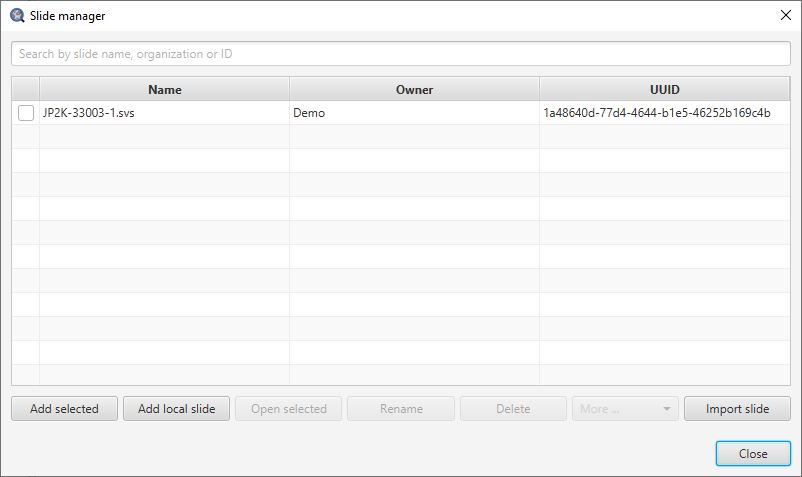 Slide manager
Search by slide name, organization or ID
Name Owner UUID
JP2K-33003-1.svs Demo 1a48640d-77d4-4644-b1e5-46252b169c4b
Add selected Add local slide Open selected Rename Delete More ... Import slide
Close